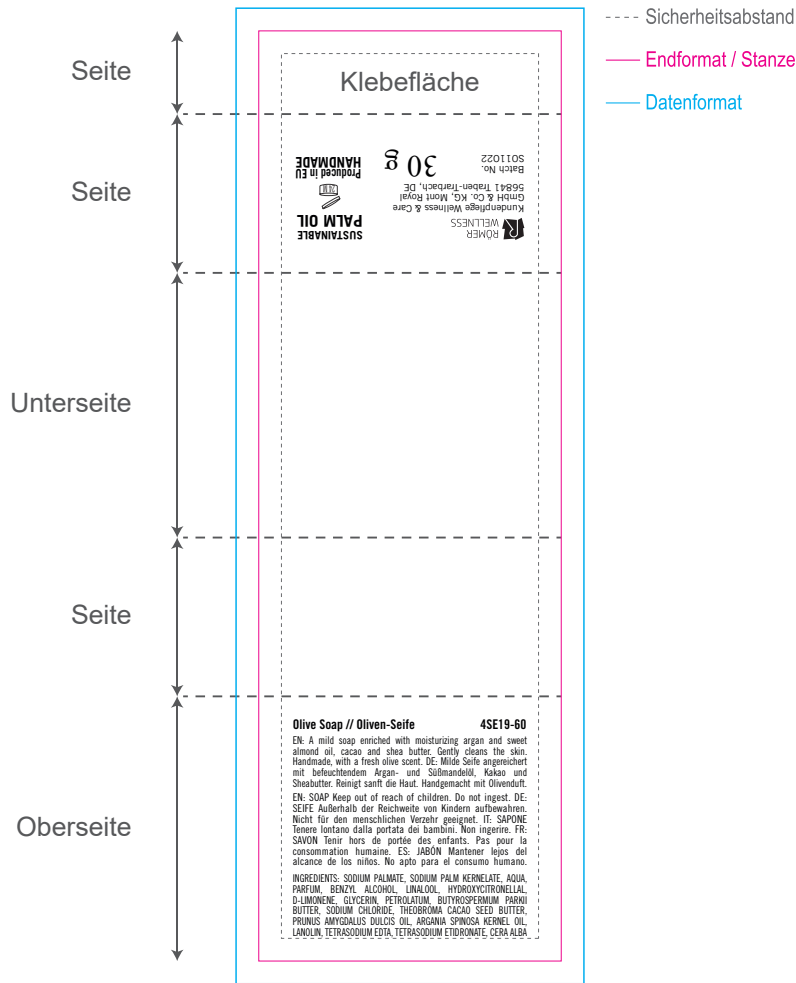 Sicherheitsabstand
Endformat / Stanze
Datenformat
Seite
Klebefläche
Seite
RÖMER
WELLNESS
Kundenpflege Wellness & Care
GmbH & Co. KG, Mont Royal
56841 Traben-Trarbach, DE
Batch No.
S011022
30 g
SUSTAINABLE
PALM OIL
24M
Produced in EU
HANDMADE
Unterseite
Seite
Oberseite
Olive Soap // Oliven-Seife 4SE19-60
EN: A mild soap enriched with moisturizing argan and sweet
almond oil, cacao and shea butter. Gently cleans the skin.
Handmade, with a fresh olive scent. DE: Milde Seife angereichert
mit befeuchtendem Argan- und Süßmandelöl, Kakao und
Sheabutter. Reinigt sanft die Haut. Handgemacht mit Olivenduft.
EN: SOAP Keep out of reach of children. Do not ingest. DE:
SEIFE Außerhalb der Reichweite von Kindern aufbewahren.
Nicht für den menschlichen Verzehr geeignet. IT: SAPONE
Tenere lontano dalla portata dei bambini. Non ingerire. FR:
SAVON Tenir hors de portée des enfants. Pas pour la
consommation humaine. ES: JABÓN Mantener lejos del
alcance de los niños. No apto para el consumo humano.
INGREDIENTS: SODIUM PALMATE, SODIUM PALM KERNELATE, AQUA,
PARFUM, BENZYL ALCOHOL, LINALOOL, HYDROXYCITRONELLAL,
D-LIMONENE, GLYCERIN, PETROLATUM, BUTYROSPERMUM PARKII
BUTTER, SODIUM CHLORIDE, THEOBROMA CACAO SEED BUTTER,
PRUNUS AMYGDALUS DULCIS OIL, ARGANIA SPINOSA KERNEL OIL,
LANOLIN, TETRASODIUM EDTA, TETRASODIUM ETIDRONATE, CERA ALBA